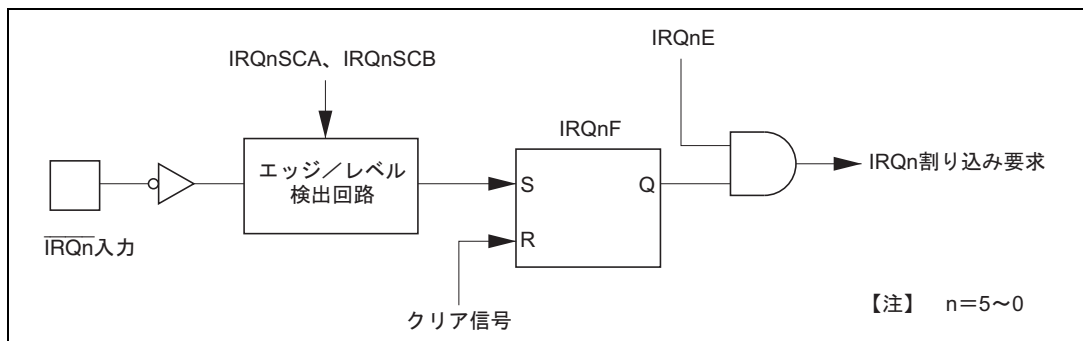 IRQnE
IRQnSCA、IRQnSCB
IRQnF
エッジ／レベル
検出回路
S
Q
R
IRQn割り込み要求
IRQn入力
クリア信号
【注】 n＝5～0